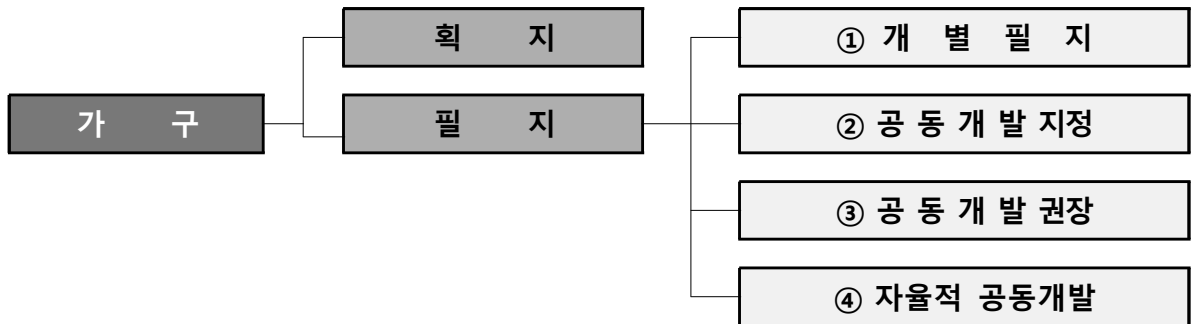 가 구
획 지
필 지
① 개 별 필 지
② 공 동 개 발 지정
③ 공 동 개 발 권장
④ 자율적 공동개발